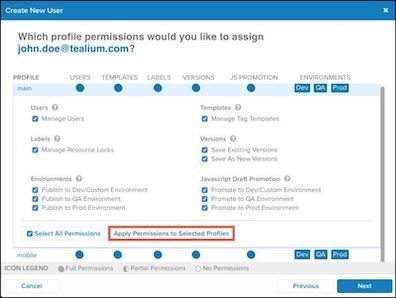 Create New User
Which profile permissions would you like to assign
john.doe@tealium.com?
PROFILE USERS TEMPLATES LABELS VERSIONS JS PROMOTION ENVIRONMENTS
main Dev QA Prod
Users Templates
Manage Users Manage Tag Templates
Labels Versions
Manage Resource Locks Save Existing Versions
Save As New Versions
Environments Javascript Draft Promotion
Publish to Dev/Custom Environment Promote to Dev/Custom Environment
Publish to QA Environment Promote to QA Environment
Publish to Prod Environment Promote to Prod Environment
Select All Permissions Apply Permissions to Selected Profiles
mobile Dev QA Prod
ICON LEGEND Full Permissions Partial Permissions No Permissions
Cancel Previous Next